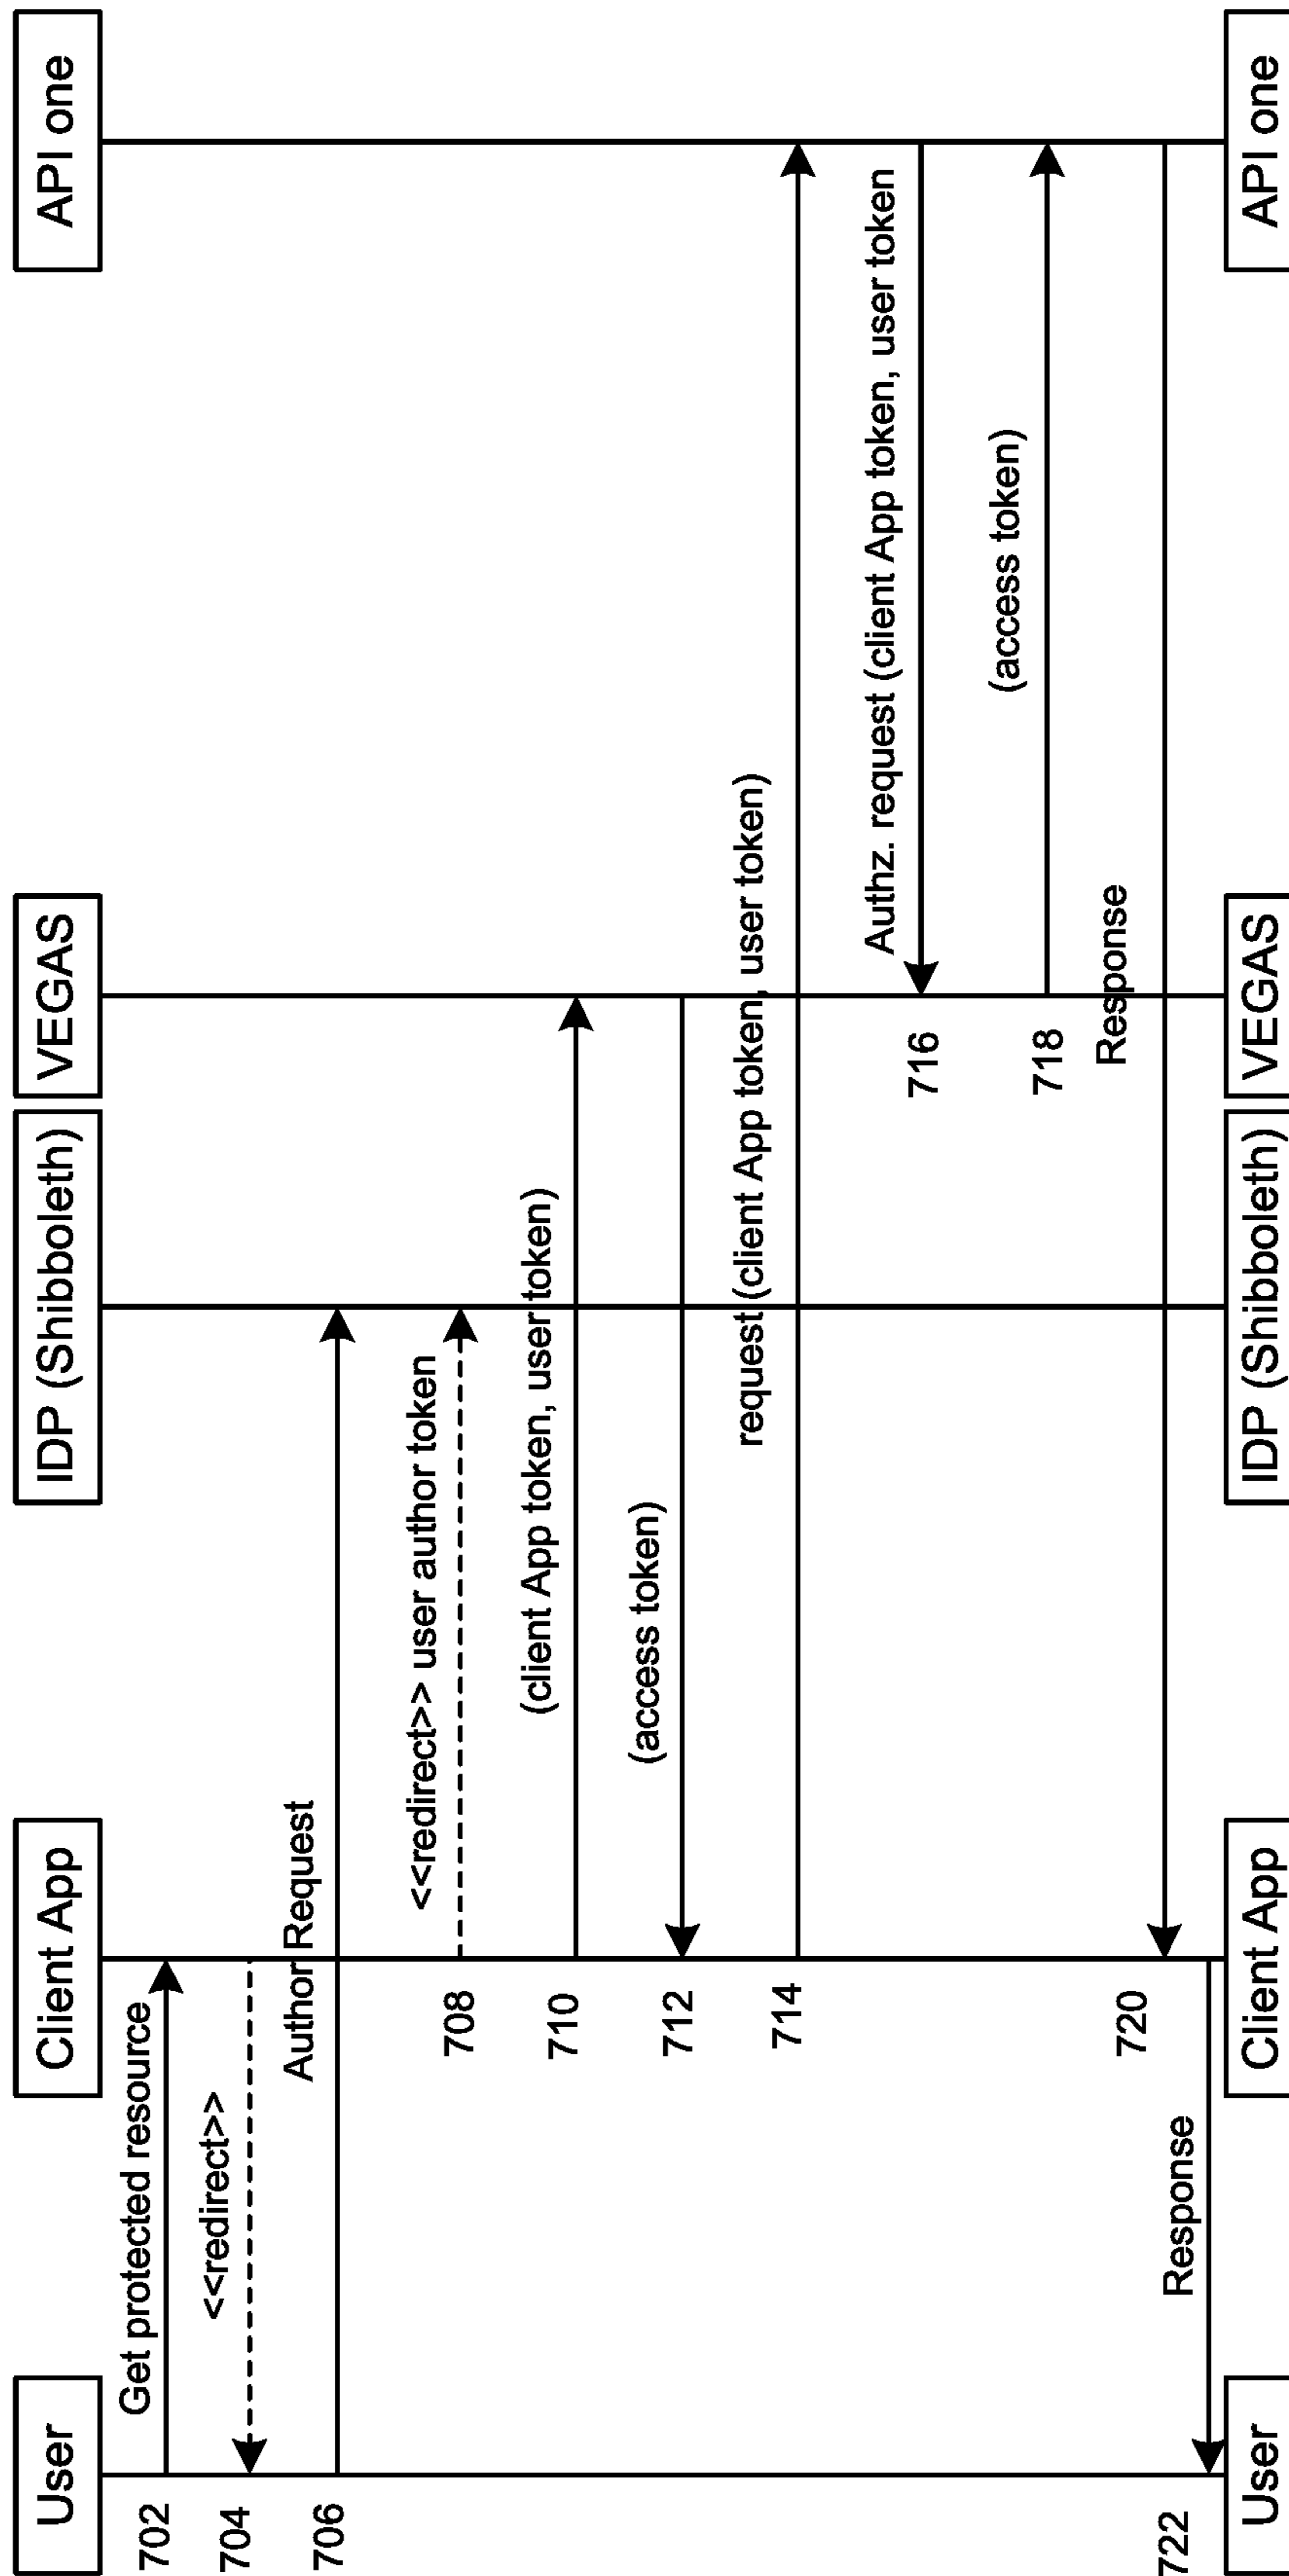 User
Client App
IDP (Shibboleth)
VEGAS
API one
Get protected resource
702
<<redirect>>
704
Author Request
706
<<redirect>> user author token
708
(client App token, user token)
710
(access token)
712
request (client App token, user token)
714
Authz. request (client App token, user token
716
(access token)
718
Response
720
Response
722
User
Client App
IDP (Shibboleth)
VEGAS
API one